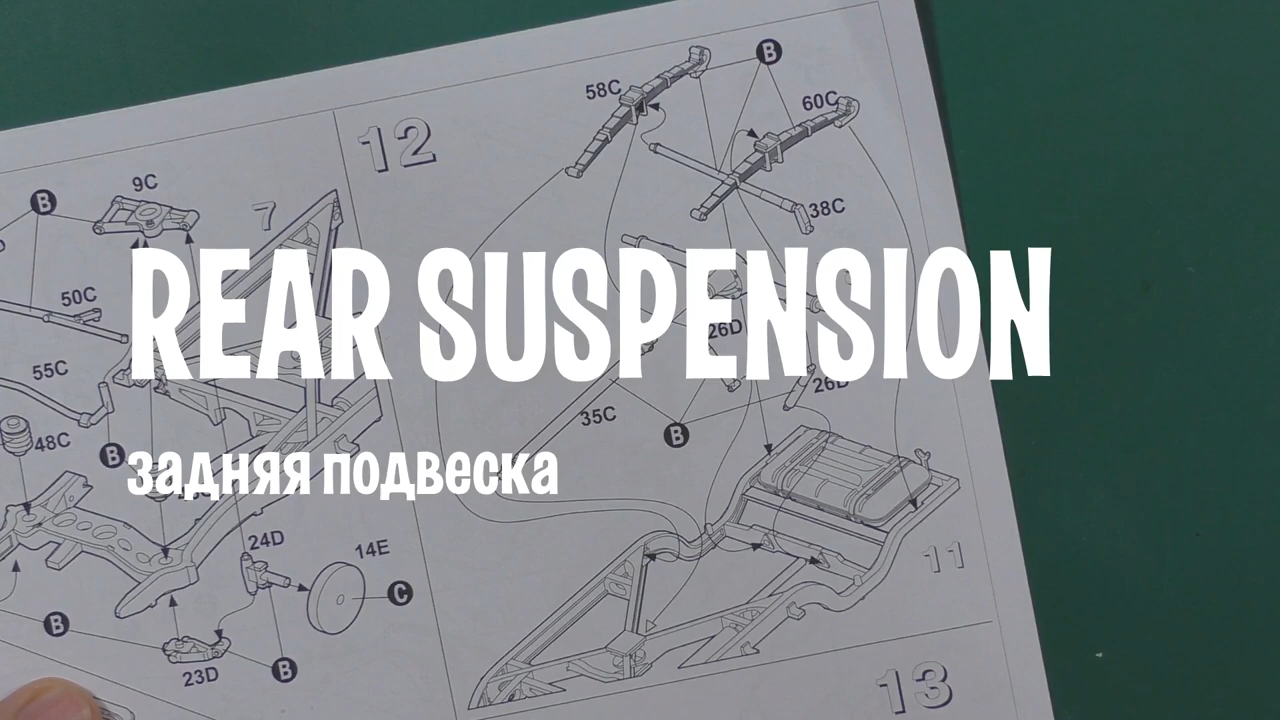 58C
B
60C
12
9C
B
7
38C
REAR SUSPENSION
50C
26D
55C
26D
35C
B
48C
B
задняя подвеска
24D
14E
11
C
B
B
23D
13